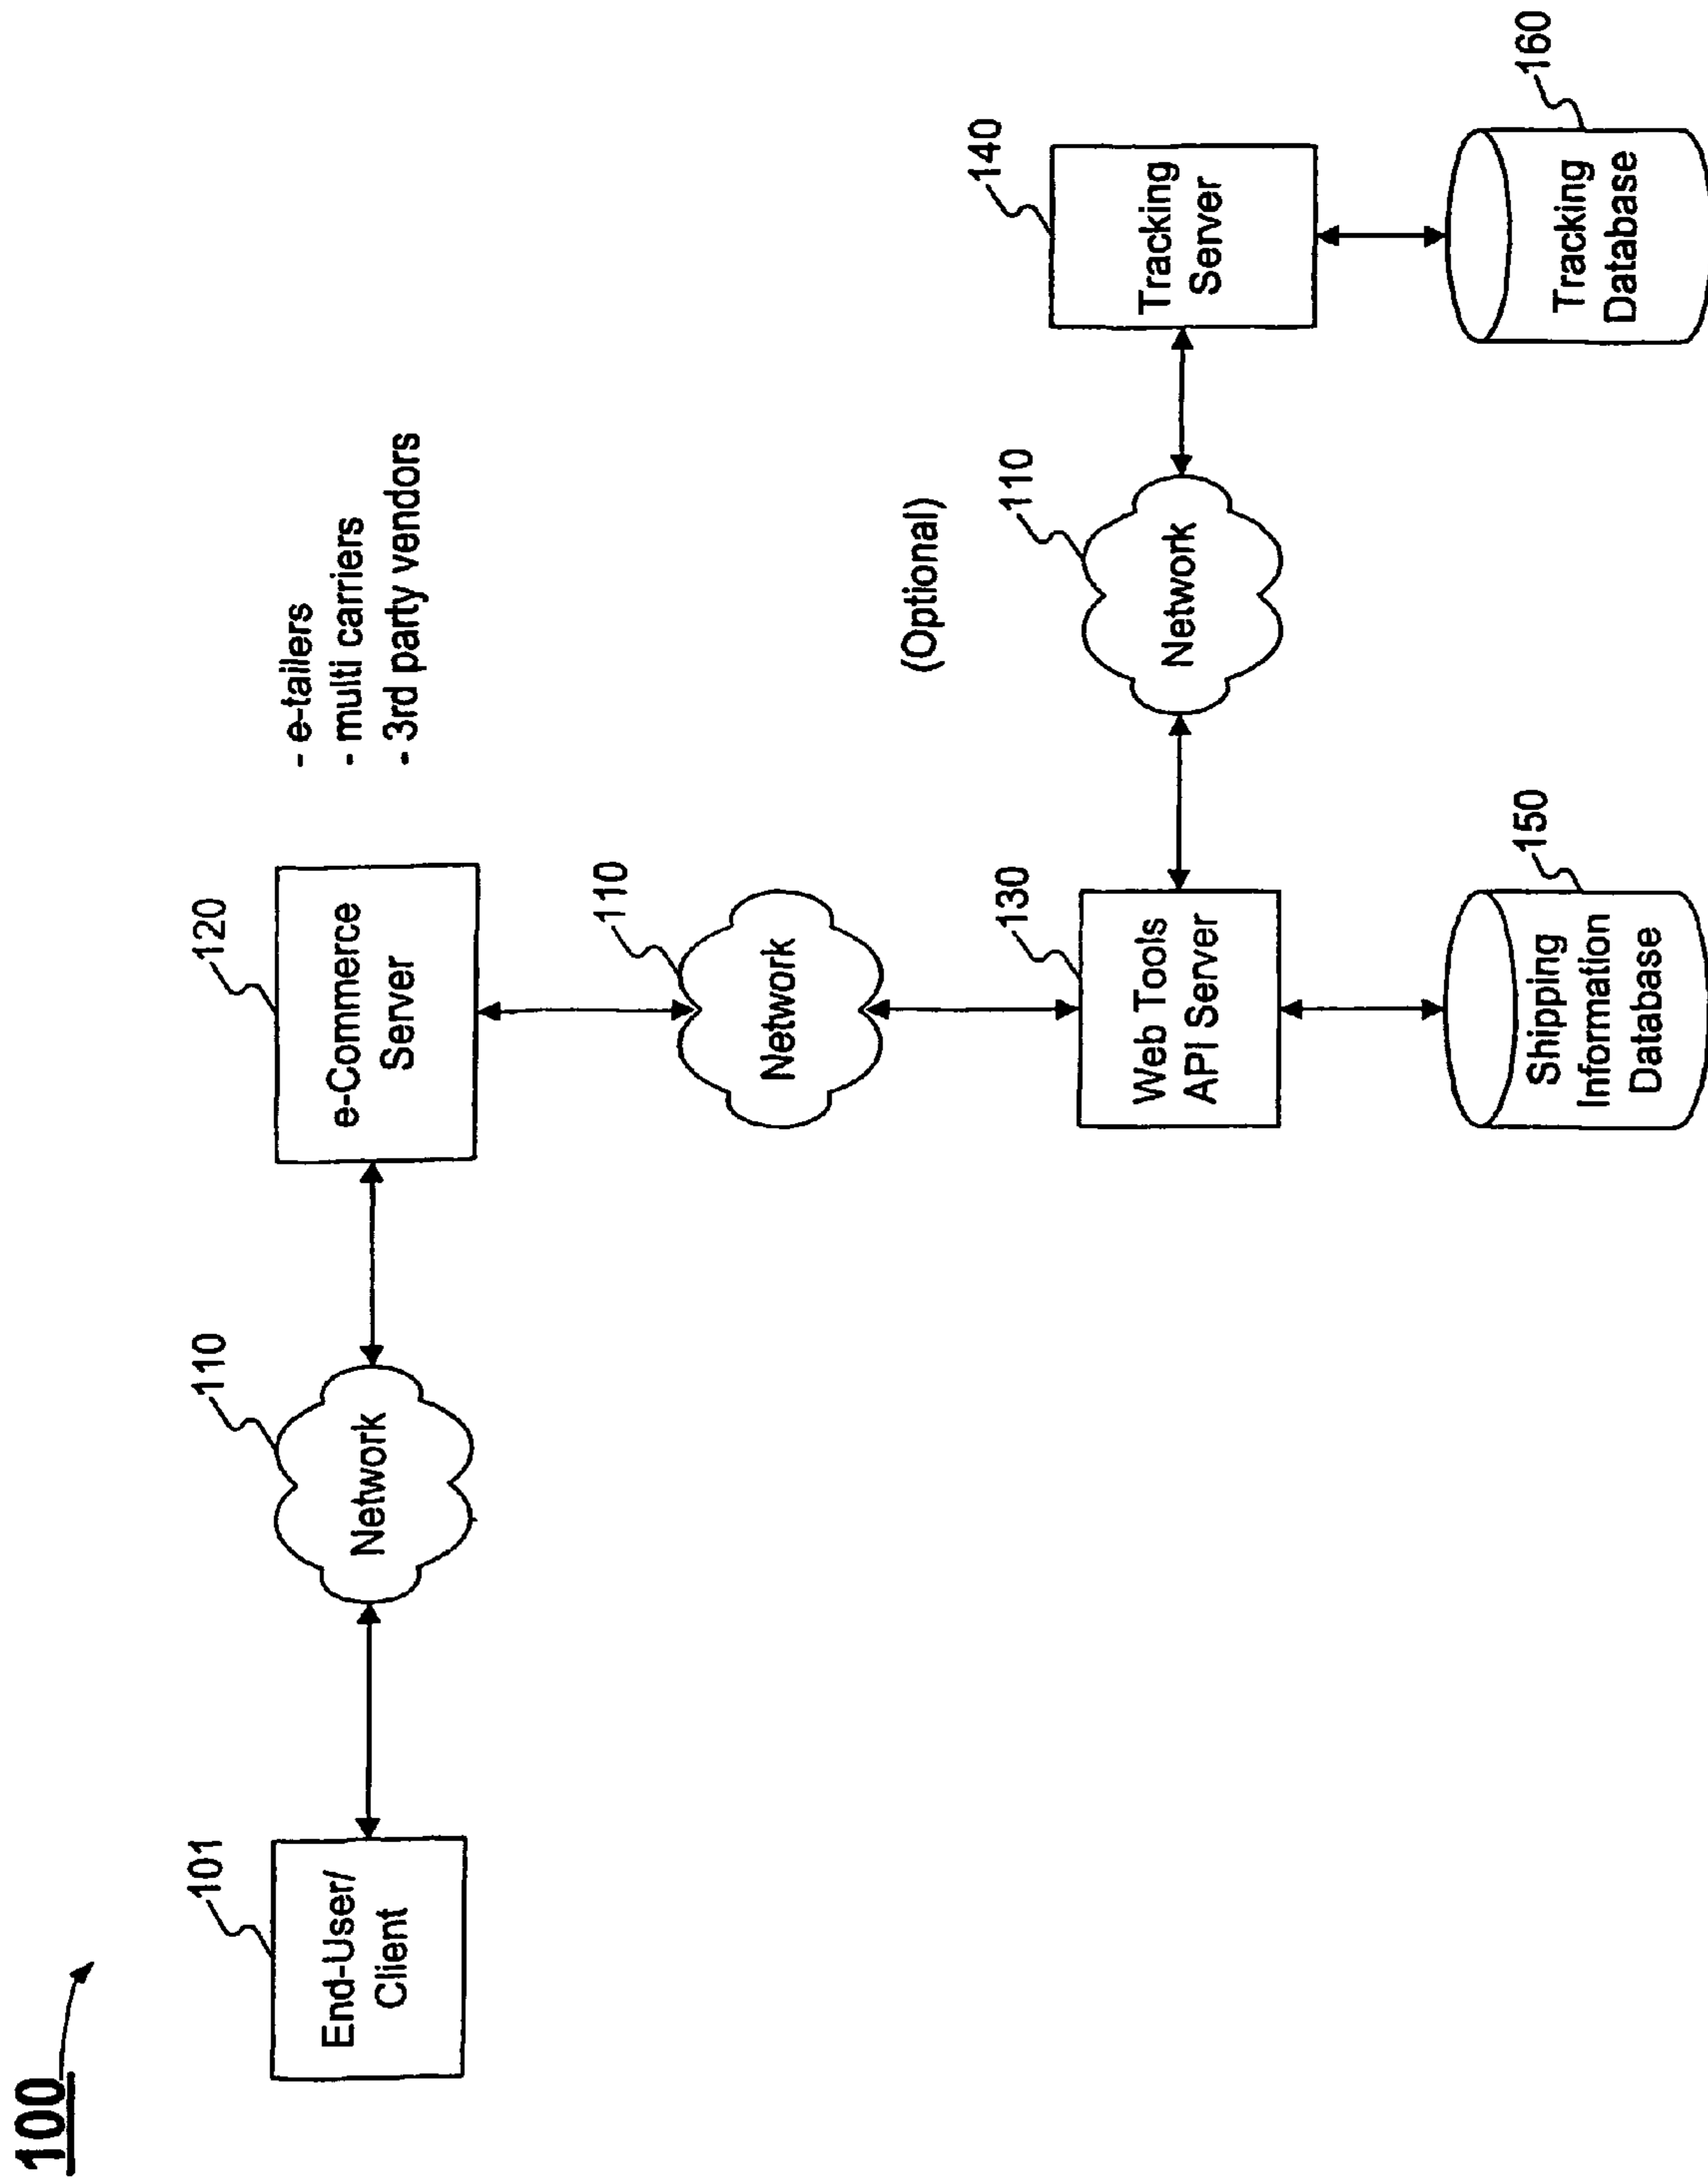 100
101
End-User/
Client
110
Network
120
e-Commerce
Server
- e-tailers
- multi carriers
- 3rd party vendors
110
Network
130
Web Tools
API Server
(Optional)
110
Network
140
Tracking
Server
150
Shipping
Information
Database
160
Tracking
Database